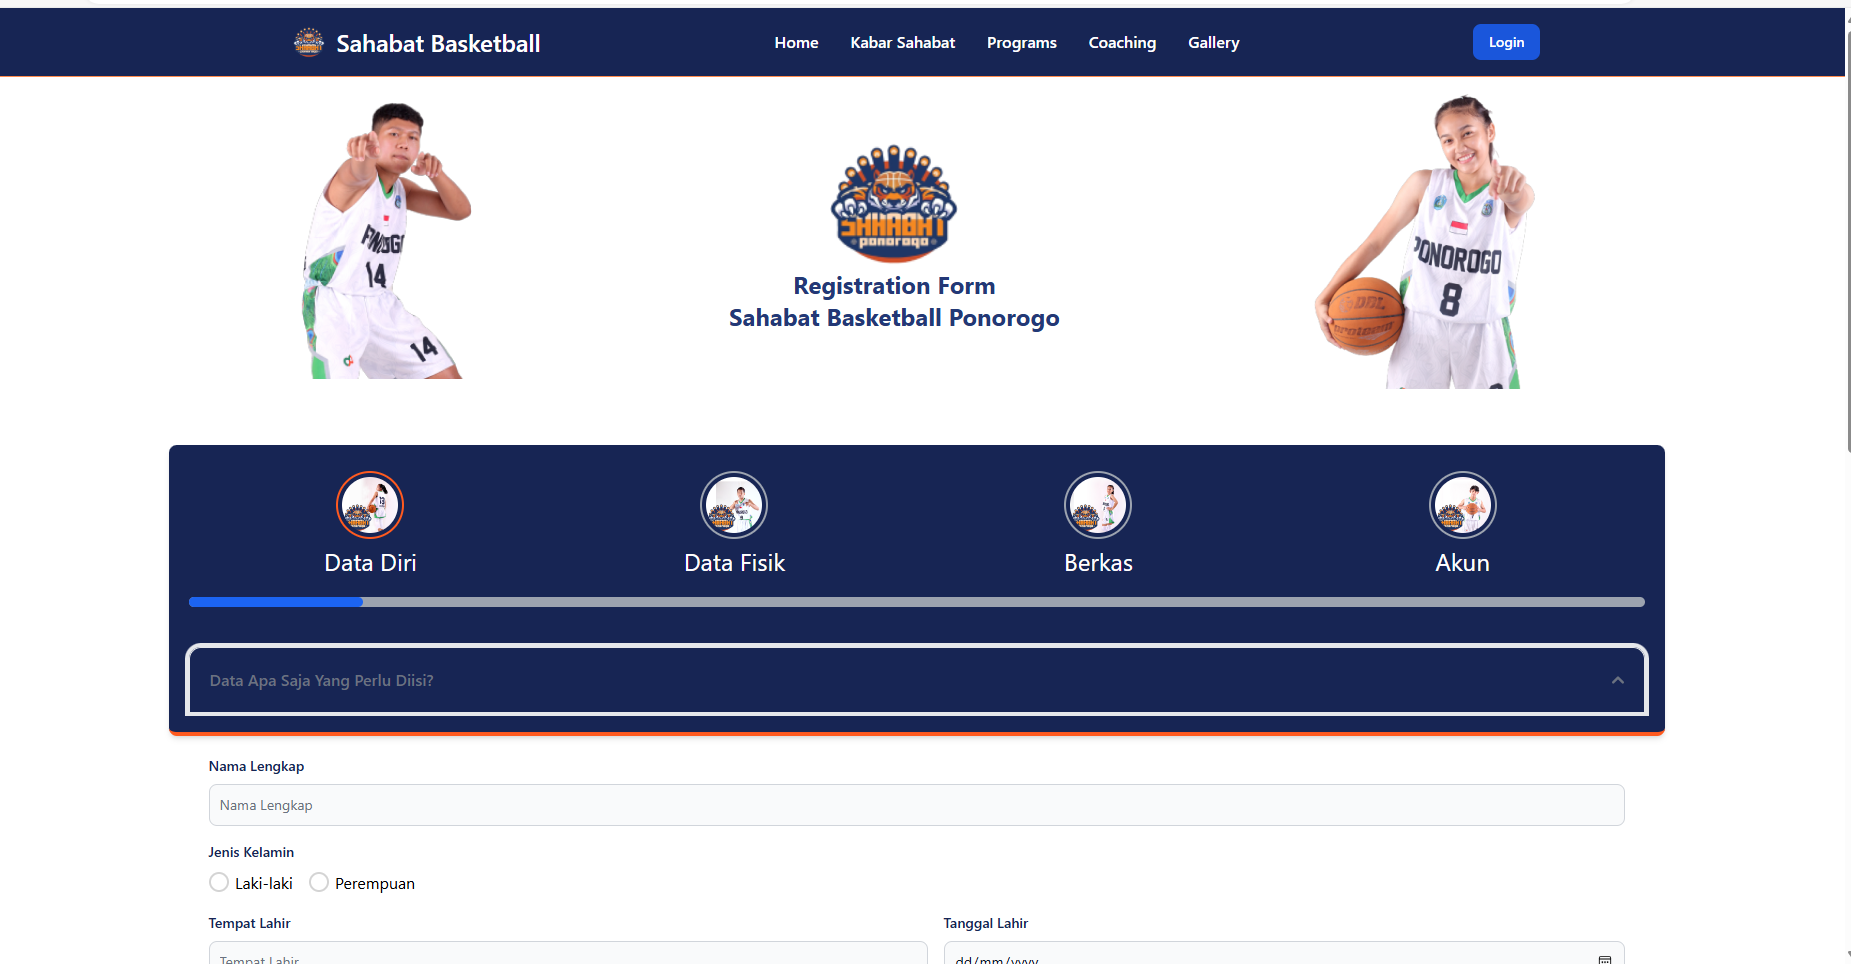 Sahabat Basketball
Home Kabar Sahabat Programs Coaching Gallery
Login
SAHABAT
ponorogo
Registration Form
Sahabat Basketball Ponorogo
14
14
PONOROGO
8
Data Diri Data Fisik Berkas Akun
Data Apa Saja Yang Perlu Diisi?
Nama Lengkap
Nama Lengkap
Jenis Kelamin
Laki-laki Perempuan
Tempat Lahir Tanggal Lahir
Tempat Lahir dd/mm/yyyy